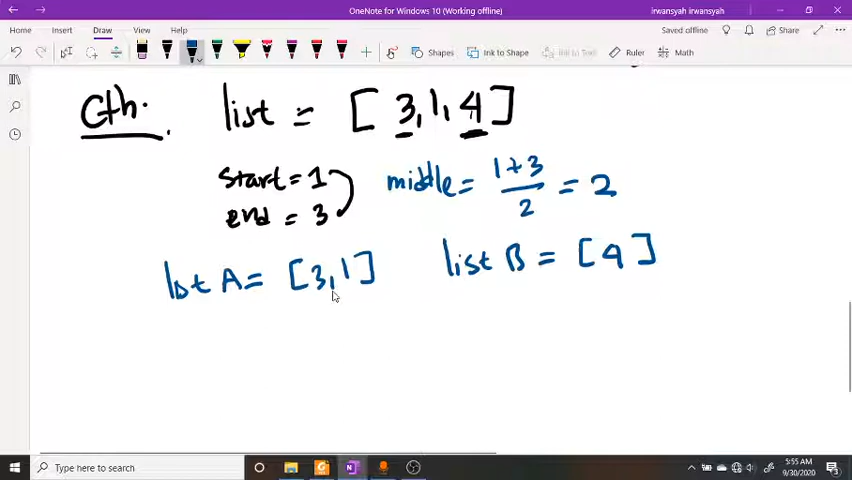 OneNote for Windows 10 (Working offline)
irwansyah irwansyah
Home Insert Draw View Help
Saved offline Share
Shapes Ink to Shape Ink to Text Ruler Math
Cth. list = [3,1,4]
start = 1
end = 3
middle = 1+3 / 2 = 2
list A = [3,1] list B = [4]
Type here to search
5:55 AM
9/30/2020
3